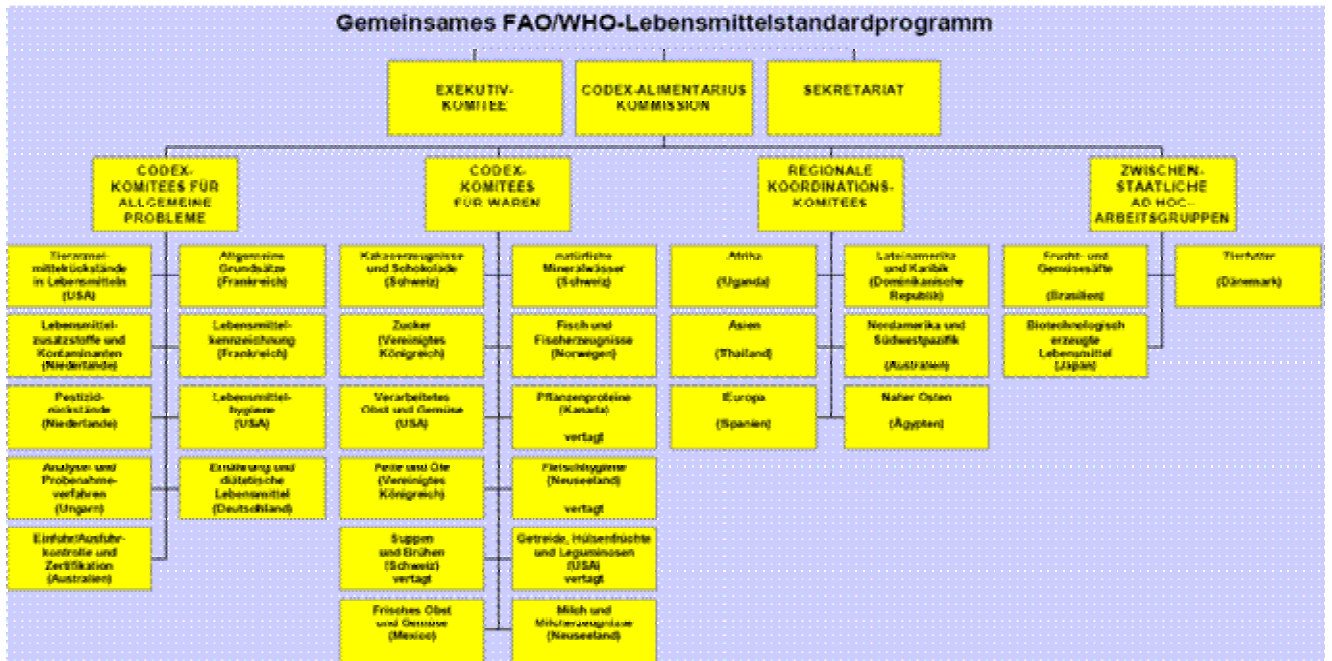 Gemeinsames FAO/WHO-Lebensmittelstandardprogramm
EXEKUTIV-
KOMITEE
CODEX-ALIMENTARIUS
KOMMISSION
SEKRETARIAT
CODEX-
KOMITEES FÜR
ALLGEMEINE
PROBLEME
CODEX-
KOMITEES
FÜR WAREN
REGIONALE
KOORDINATIONS-
KOMITEES
ZWISCHEN-
STAATLICHE
AD HOC-
ARBEITSGRUPPEN
Tierarznei-
mittelrückstände
in Lebensmitteln
(USA)
Allgemeine
Grundsätze
(Frankreich)
Lebensmittel-
zusatzstoffe und
Kontaminanten
(Niederlande)
Lebensmittel-
kennzeichnung
(Frankreich)
Pestizid-
rückstände
(Niederlande)
Lebensmittel-
hygiene
(USA)
Analyse- und
Probenahme-
verfahren
(Ungarn)
Ernährung und
diätetische
Lebensmittel
(Deutschland)
Einfuhr/Ausfuhr-
kontrolle und
Zertifikation
(Australien)
Kakaoerzeugnisse
und Schokolade
(Schweiz)
natürliche
Mineralwässer
(Schweiz)
Zucker
(Vereinigtes
Königreich)
Fisch und
Fischerzeugnisse
(Norwegen)
Verarbeitetes
Obst und Gemüse
(USA)
Pflanzenproteine
(Kanada)
vertagt
Fette und Öle
(Vereinigtes
Königreich)
Fleischhygiene
(Neuseeland)
vertagt
Suppen
und Brühen
(Schweiz)
vertagt
Getreide, Hülsenfrüchte
und Leguminosen
(USA)
vertagt
Frisches Obst
und Gemüse
(Mexico)
Milch und
Milcherzeugnisse
(Neuseeland)
Afrika
(Uganda)
Lateinamerika
und Karibik
(Dominikanische
Republik)
Asien
(Thailand)
Nordamerika und
Südwestpazifik
(Australien)
Europa
(Spanien)
Naher Osten
(Ägypten)
Frucht- und
Gemüsesäfte
(Brasilien)
Tierfutter
(Dänemark)
Biotechnologisch
erzeugte
Lebensmittel
(Japan)